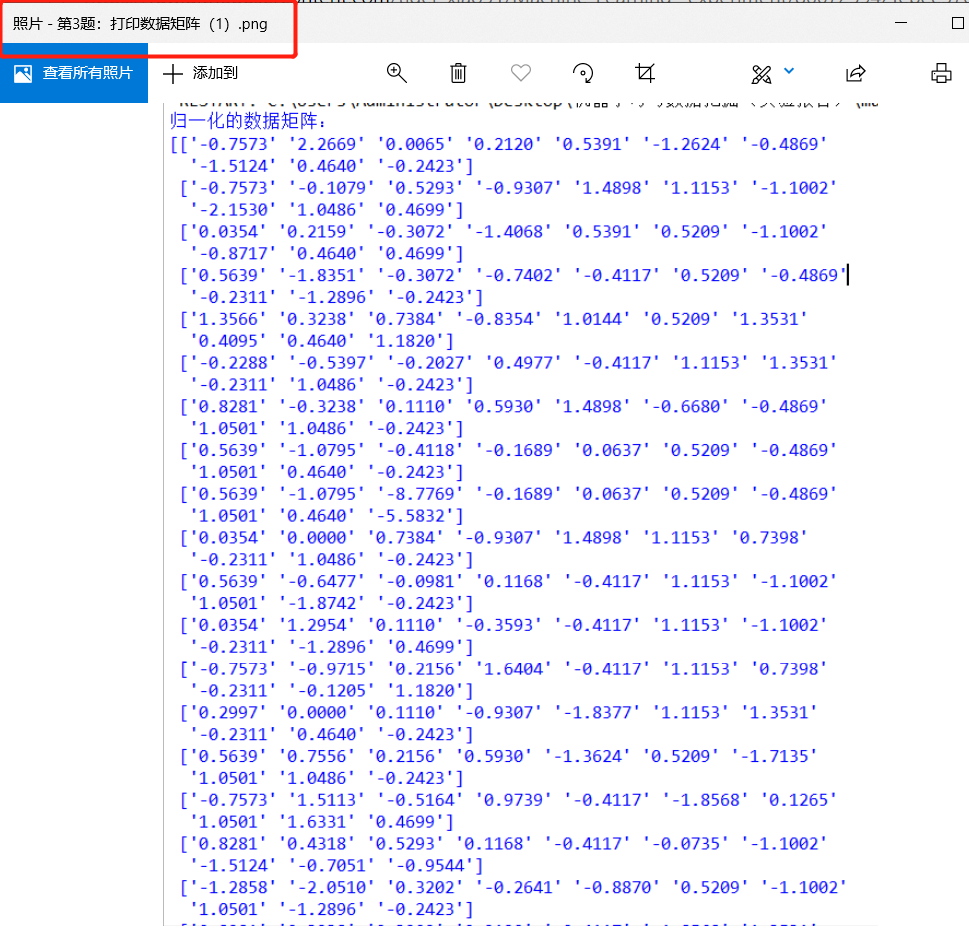 照片 - 第3题：打印数据矩阵（1）.png
查看所有照片
添加到
归一化的数据矩阵：
[['-0.7573' '2.2669' '0.0065' '0.2120' '0.5391' '-1.2624' '-0.4869'
'-1.5124' '0.4640' '-0.2423']
['-0.7573' '-0.1079' '0.5293' '-0.9307' '1.4898' '1.1153' '-1.1002'
'-2.1530' '1.0486' '0.4699']
['0.0354' '0.2159' '-0.3072' '-1.4068' '0.5391' '0.5209' '-1.1002'
'-0.8717' '0.4640' '0.4699']
['0.5639' '-1.8351' '-0.3072' '-0.7402' '-0.4117' '0.5209' '-0.4869'
'-0.2311' '-1.2896' '-0.2423']
['1.3566' '0.3238' '0.7384' '-0.8354' '1.0144' '0.5209' '1.3531'
'0.4095' '0.4640' '1.1820']
['-0.2288' '-0.5397' '-0.2027' '0.4977' '-0.4117' '1.1153' '1.3531'
'-0.2311' '1.0486' '-0.2423']
['0.8281' '-0.3238' '0.1110' '0.5930' '1.4898' '-0.6680' '-0.4869'
'1.0501' '1.0486' '-0.2423']
['0.5639' '-1.0795' '-0.4118' '-0.1689' '0.0637' '0.5209' '-0.4869'
'1.0501' '0.4640' '-0.2423']
['0.5639' '-1.0795' '-8.7769' '-0.1689' '0.0637' '0.5209' '-0.4869'
'1.0501' '0.4640' '-5.5832']
['0.0354' '0.0000' '0.7384' '-0.9307' '1.4898' '1.1153' '0.7398'
'-0.2311' '1.0486' '-0.2423']
['0.5639' '-0.6477' '-0.0981' '0.1168' '-0.4117' '1.1153' '-1.1002'
'1.0501' '-1.8742' '-0.2423']
['0.0354' '1.2954' '0.1110' '-0.3593' '-0.4117' '1.1153' '-1.1002'
'-0.2311' '-1.2896' '0.4699']
['-0.7573' '-0.9715' '0.2156' '1.6404' '-0.4117' '1.1153' '0.7398'
'-0.2311' '-0.1205' '1.1820']
['0.2997' '0.0000' '0.1110' '-0.9307' '-1.8377' '1.1153' '1.3531'
'-0.2311' '0.4640' '-0.2423']
['0.5639' '0.7556' '0.2156' '0.5930' '-1.3624' '0.5209' '-1.7135'
'1.0501' '1.0486' '-0.2423']
['-0.7573' '1.5113' '-0.5164' '0.9739' '-0.4117' '-1.8568' '0.1265'
'1.0501' '1.6331' '0.4699']
['0.8281' '0.4318' '0.5293' '0.1168' '-0.4117' '-0.0735' '-1.1002'
'-1.5124' '-0.7051' '-0.9544']
['-1.2858' '-2.0510' '0.3202' '-0.2641' '-0.8870' '0.5209' '-1.1002'
'1.0501' '-1.2896' '-0.2423']